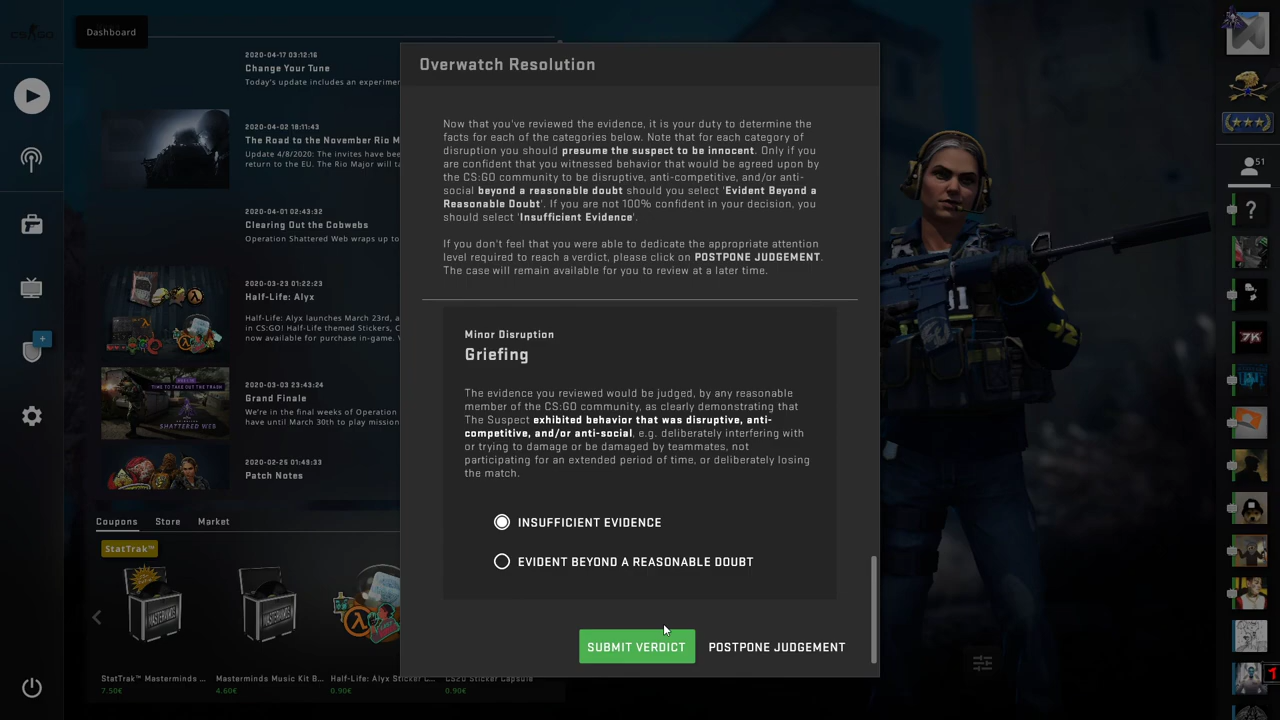 CS:GO
Dashboard
2020-04-17 03:12:16
Change Your Tune
Today's update includes an experimen
2020-04-02 18:11:43
The Road to the November Rio M
Update 4/8/2020: The invites have bee
return to the EU. The Rio Major will ta
2020-04-01 02:43:32
Clearing Out the Cobwebs
Operation Shattered Web wraps up to
2020-03-23 01:22:23
Half-Life: Alyx
Half-Life: Alyx launches March 23rd, a
in CS:GO! Half-Life themed Stickers, C
now available for purchase in-game. V
2020-03-03 23:43:24
Grand Finale
We're in the final weeks of Operation
have until March 30th to play mission
TIME TO TAKE OUT THE TRASH
SHATTERED WEB
2020-02-25 01:49:33
Patch Notes
Coupons Store Market
StatTrak™
StatTrak™ Masterminds ...
7.50€
Masterminds Music Kit B...
4.60€
Half-Life: Alyx Sticker C...
0.90€
CS20 Sticker Capsule
0.90€
Overwatch Resolution
Now that you've reviewed the evidence, it is your duty to determine the
facts for each of the categories below. Note that for each category of
disruption you should presume the suspect to be innocent. Only if you
are confident that you witnessed behavior that would be agreed upon by
the CS:GO community to be disruptive, anti-competitive, and/or anti-
social beyond a reasonable doubt should you select 'Evident Beyond a
Reasonable Doubt'. If you are not 100% confident in your decision, you
should select 'Insufficient Evidence'.
If you don't feel that you were able to dedicate the appropriate attention
level required to reach a verdict, please click on POSTPONE JUDGEMENT.
The case will remain available for you to review at a later time.
Minor Disruption
Griefing
The evidence you reviewed would be judged, by any reasonable
member of the CS:GO community, as clearly demonstrating that
The Suspect exhibited behavior that was disruptive, anti-
competitive, and/or anti-social, e.g. deliberately interfering with
or trying to damage or be damaged by teammates, not
participating for an extended period of time, or deliberately losing
the match.
INSUFFICIENT EVIDENCE
EVIDENT BEYOND A REASONABLE DOUBT
SUBMIT VERDICT
POSTPONE JUDGEMENT
51
?
7K
1